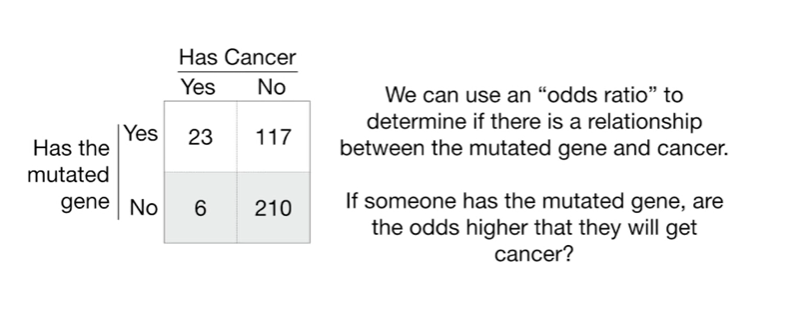 Has Cancer
Yes No
Has the
mutated
gene
Yes 23 117
No 6 210
We can use an “odds ratio” to
determine if there is a relationship
between the mutated gene and cancer.
If someone has the mutated gene, are
the odds higher that they will get
cancer?